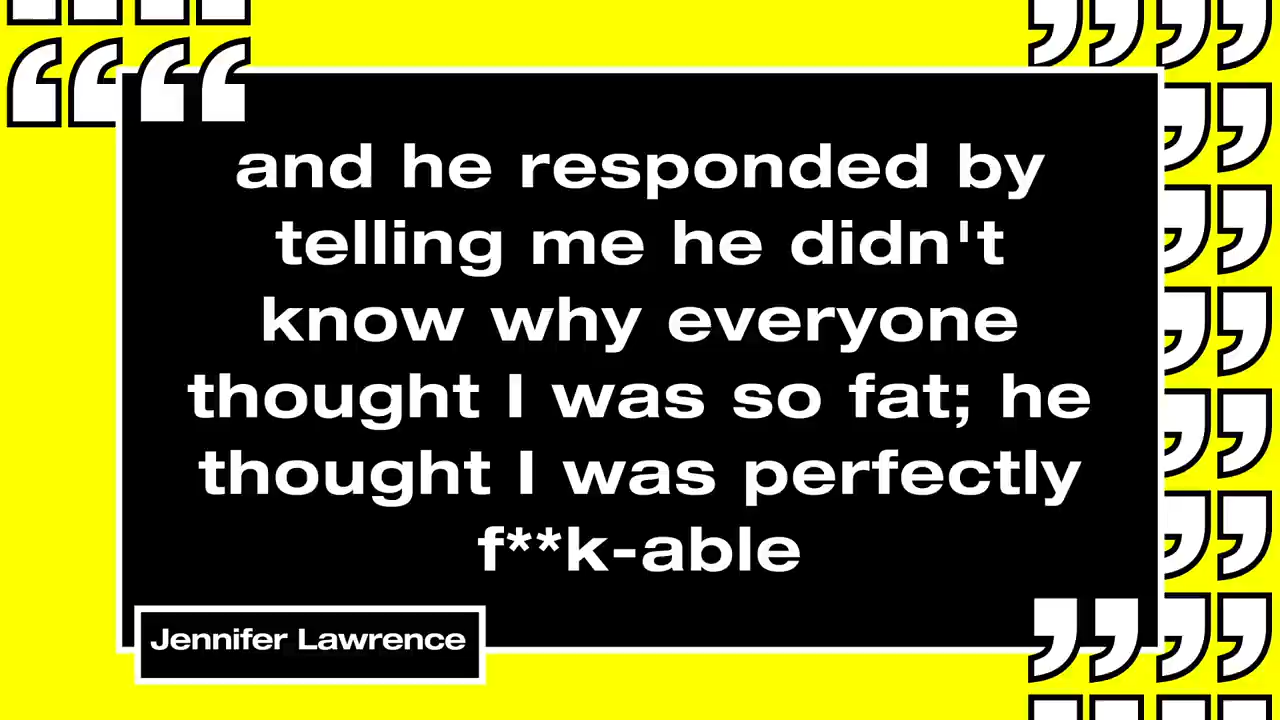 and he responded by
telling me he didn't
know why everyone
thought I was so fat; he
thought I was perfectly
f**k-able
Jennifer Lawrence